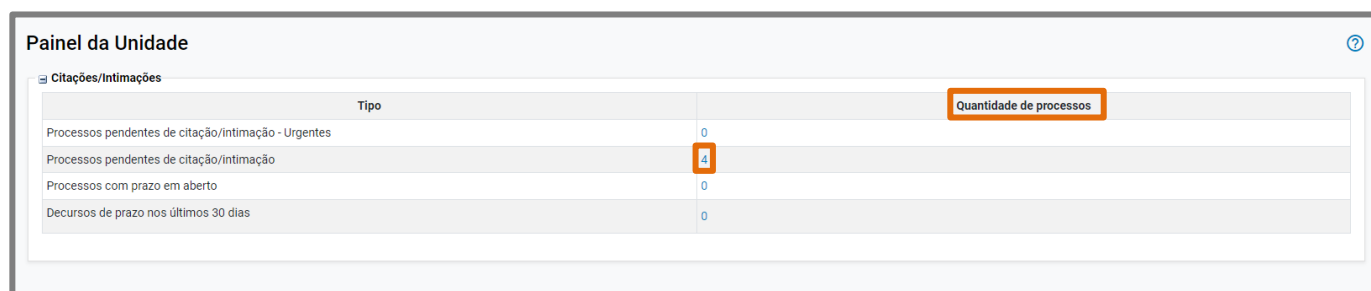 Painel da Unidade
Citações/Intimações
Tipo Quantidade de processos
Processos pendentes de citação/intimação - Urgentes 0
Processos pendentes de citação/intimação 4
Processos com prazo em aberto 0
Decursos de prazo nos últimos 30 dias 0